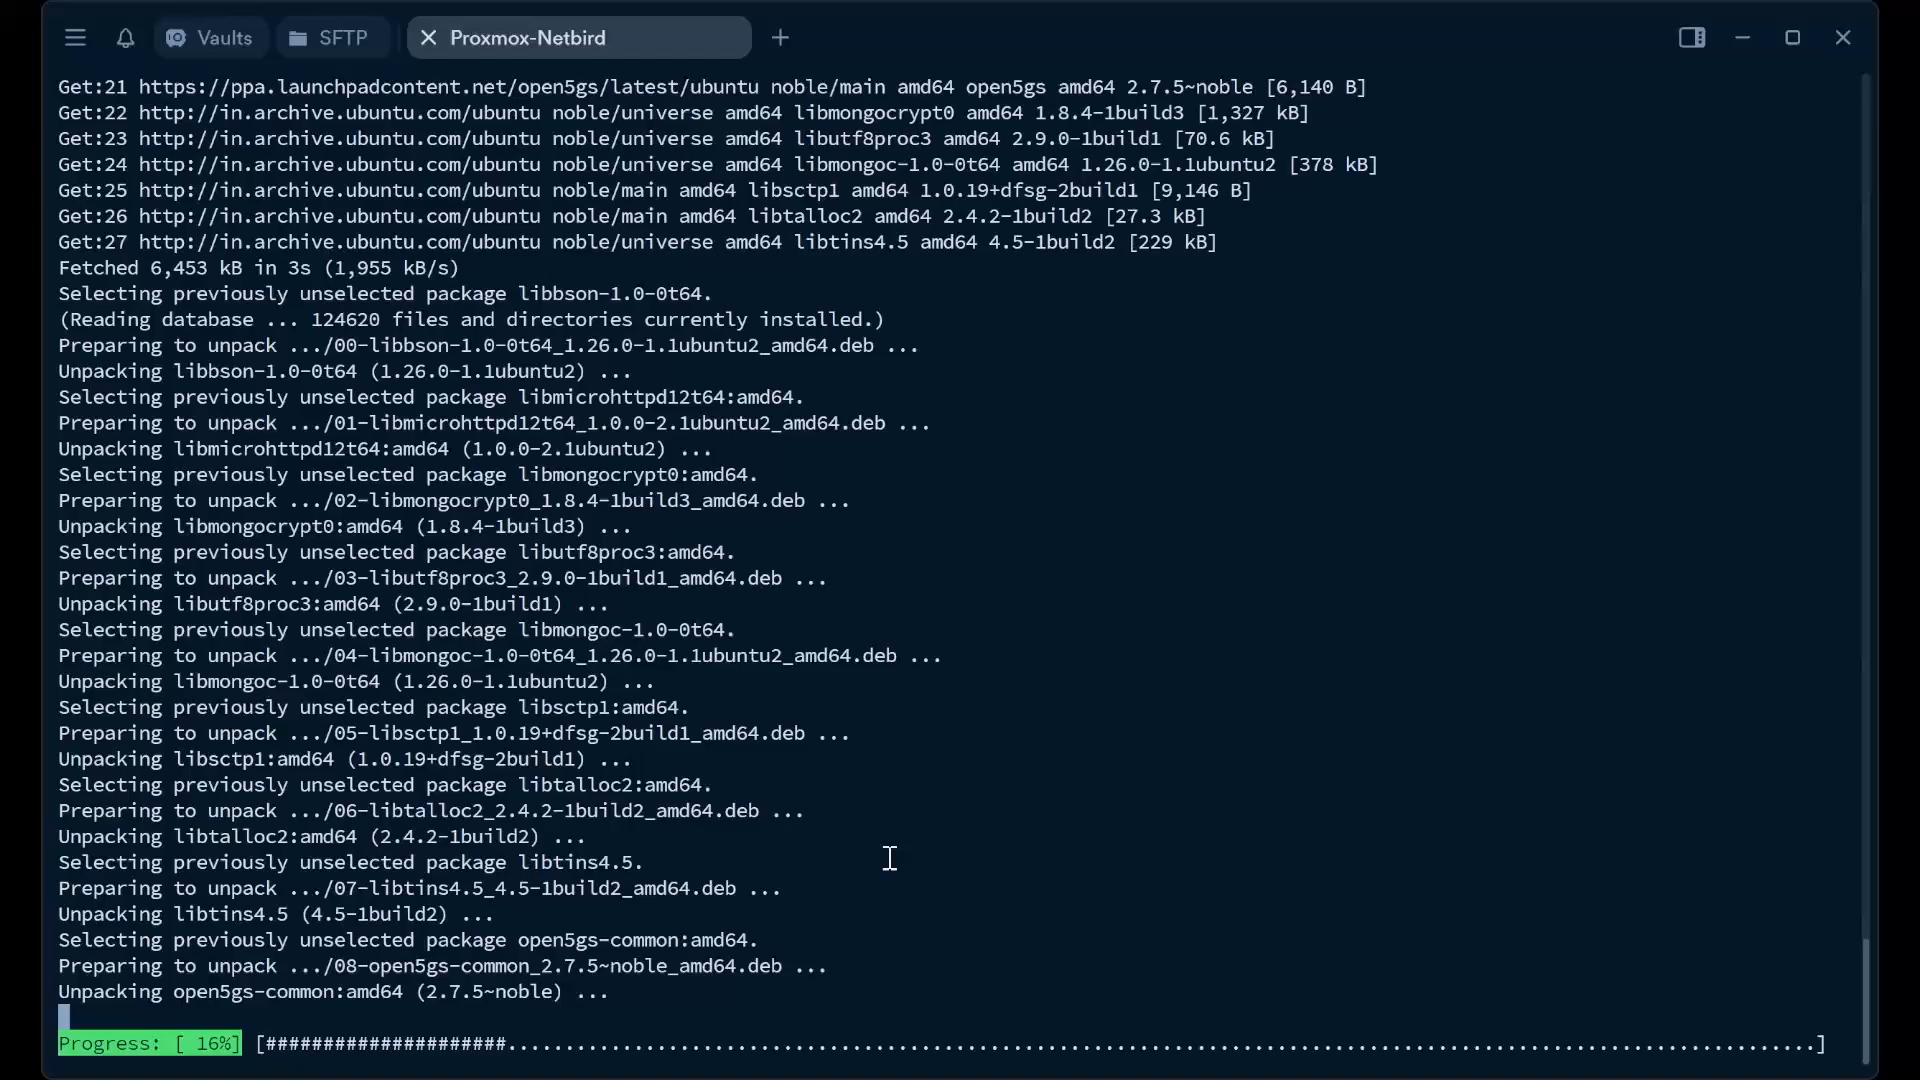 Vaults SFTP Proxmox-Netbird
Get:21 https://ppa.launchpadcontent.net/open5gs/latest/ubuntu noble/main amd64 open5gs amd64 2.7.5~noble [6,140 B]
Get:22 http://in.archive.ubuntu.com/ubuntu noble/universe amd64 libmongocrypt0 amd64 1.8.4-1build3 [1,327 kB]
Get:23 http://in.archive.ubuntu.com/ubuntu noble/universe amd64 libutf8proc3 amd64 2.9.0-1build1 [70.6 kB]
Get:24 http://in.archive.ubuntu.com/ubuntu noble/universe amd64 libmongoc-1.0-0t64 amd64 1.26.0-1.1ubuntu2 [378 kB]
Get:25 http://in.archive.ubuntu.com/ubuntu noble/main amd64 libsctp1 amd64 1.0.19+dfsg-2build1 [9,146 B]
Get:26 http://in.archive.ubuntu.com/ubuntu noble/main amd64 libtalloc2 amd64 2.4.2-1build2 [27.3 kB]
Get:27 http://in.archive.ubuntu.com/ubuntu noble/universe amd64 libtins4.5 amd64 4.5-1build2 [229 kB]
Fetched 6,453 kB in 3s (1,955 kB/s)
Selecting previously unselected package libbson-1.0-0t64.
(Reading database ... 124620 files and directories currently installed.)
Preparing to unpack .../00-libbson-1.0-0t64_1.26.0-1.1ubuntu2_amd64.deb ...
Unpacking libbson-1.0-0t64 (1.26.0-1.1ubuntu2) ...
Selecting previously unselected package libmicrohttpd12t64:amd64.
Preparing to unpack .../01-libmicrohttpd12t64_1.0.0-2.1ubuntu2_amd64.deb ...
Unpacking libmicrohttpd12t64:amd64 (1.0.0-2.1ubuntu2) ...
Selecting previously unselected package libmongocrypt0:amd64.
Preparing to unpack .../02-libmongocrypt0_1.8.4-1build3_amd64.deb ...
Unpacking libmongocrypt0:amd64 (1.8.4-1build3) ...
Selecting previously unselected package libutf8proc3:amd64.
Preparing to unpack .../03-libutf8proc3_2.9.0-1build1_amd64.deb ...
Unpacking libutf8proc3:amd64 (2.9.0-1build1) ...
Selecting previously unselected package libmongoc-1.0-0t64.
Preparing to unpack .../04-libmongoc-1.0-0t64_1.26.0-1.1ubuntu2_amd64.deb ...
Unpacking libmongoc-1.0-0t64 (1.26.0-1.1ubuntu2) ...
Selecting previously unselected package libsctp1:amd64.
Preparing to unpack .../05-libsctp1_1.0.19+dfsg-2build1_amd64.deb ...
Unpacking libsctp1:amd64 (1.0.19+dfsg-2build1) ...
Selecting previously unselected package libtalloc2:amd64.
Preparing to unpack .../06-libtalloc2_2.4.2-1build2_amd64.deb ...
Unpacking libtalloc2:amd64 (2.4.2-1build2) ...
Selecting previously unselected package libtins4.5.
Preparing to unpack .../07-libtins4.5_4.5-1build2_amd64.deb ...
Unpacking libtins4.5 (4.5-1build2) ...
Selecting previously unselected package open5gs-common:amd64.
Preparing to unpack .../08-open5gs-common_2.7.5~noble_amd64.deb ...
Unpacking open5gs-common:amd64 (2.7.5~noble) ...
Progress: [ 16%] [#####################..................................................................................................................]